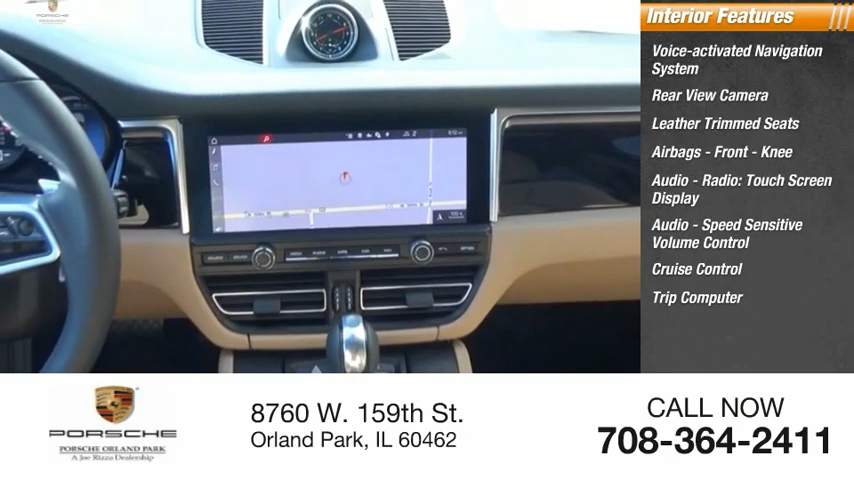 Interior Features
Voice-activated Navigation
System
Rear View Camera
Leather Trimmed Seats
Airbags - Front - Knee
Audio - Radio: Touch Screen
Display
Audio - Speed Sensitive
Volume Control
Cruise Control
Trip Computer
PORSCHE
PORSCHE ORLAND PARK
A Joe Rizza Dealership
8760 W. 159th St.
Orland Park, IL 60462
CALL NOW
708-364-2411